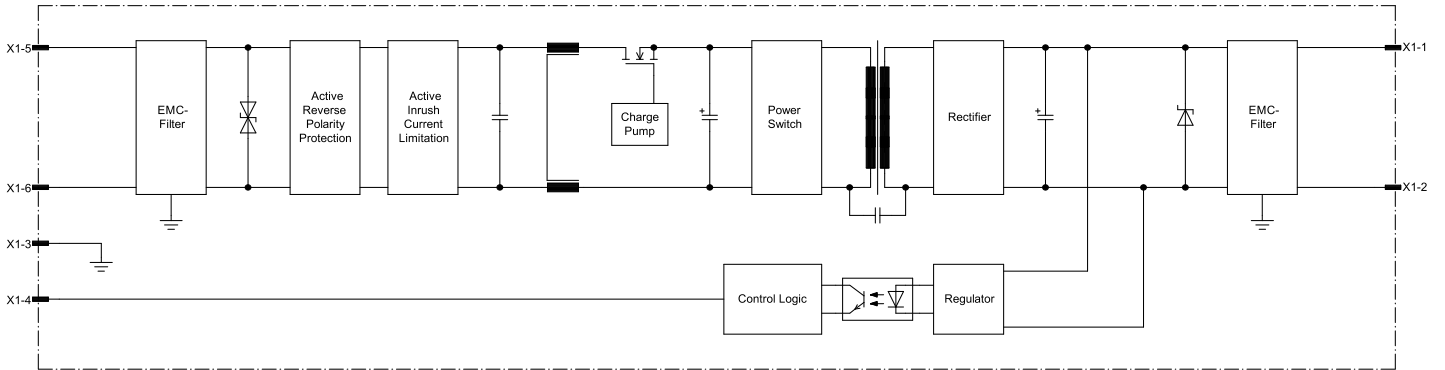 X1-5
X1-1
EMC-
Filter
Active
Reverse
Polarity
Protection
Active
Inrush
Current
Limitation
Charge
Pump
+
Power
Switch
Rectifier
+
EMC-
Filter
X1-6
X1-2
X1-3
X1-4
Control Logic
Regulator